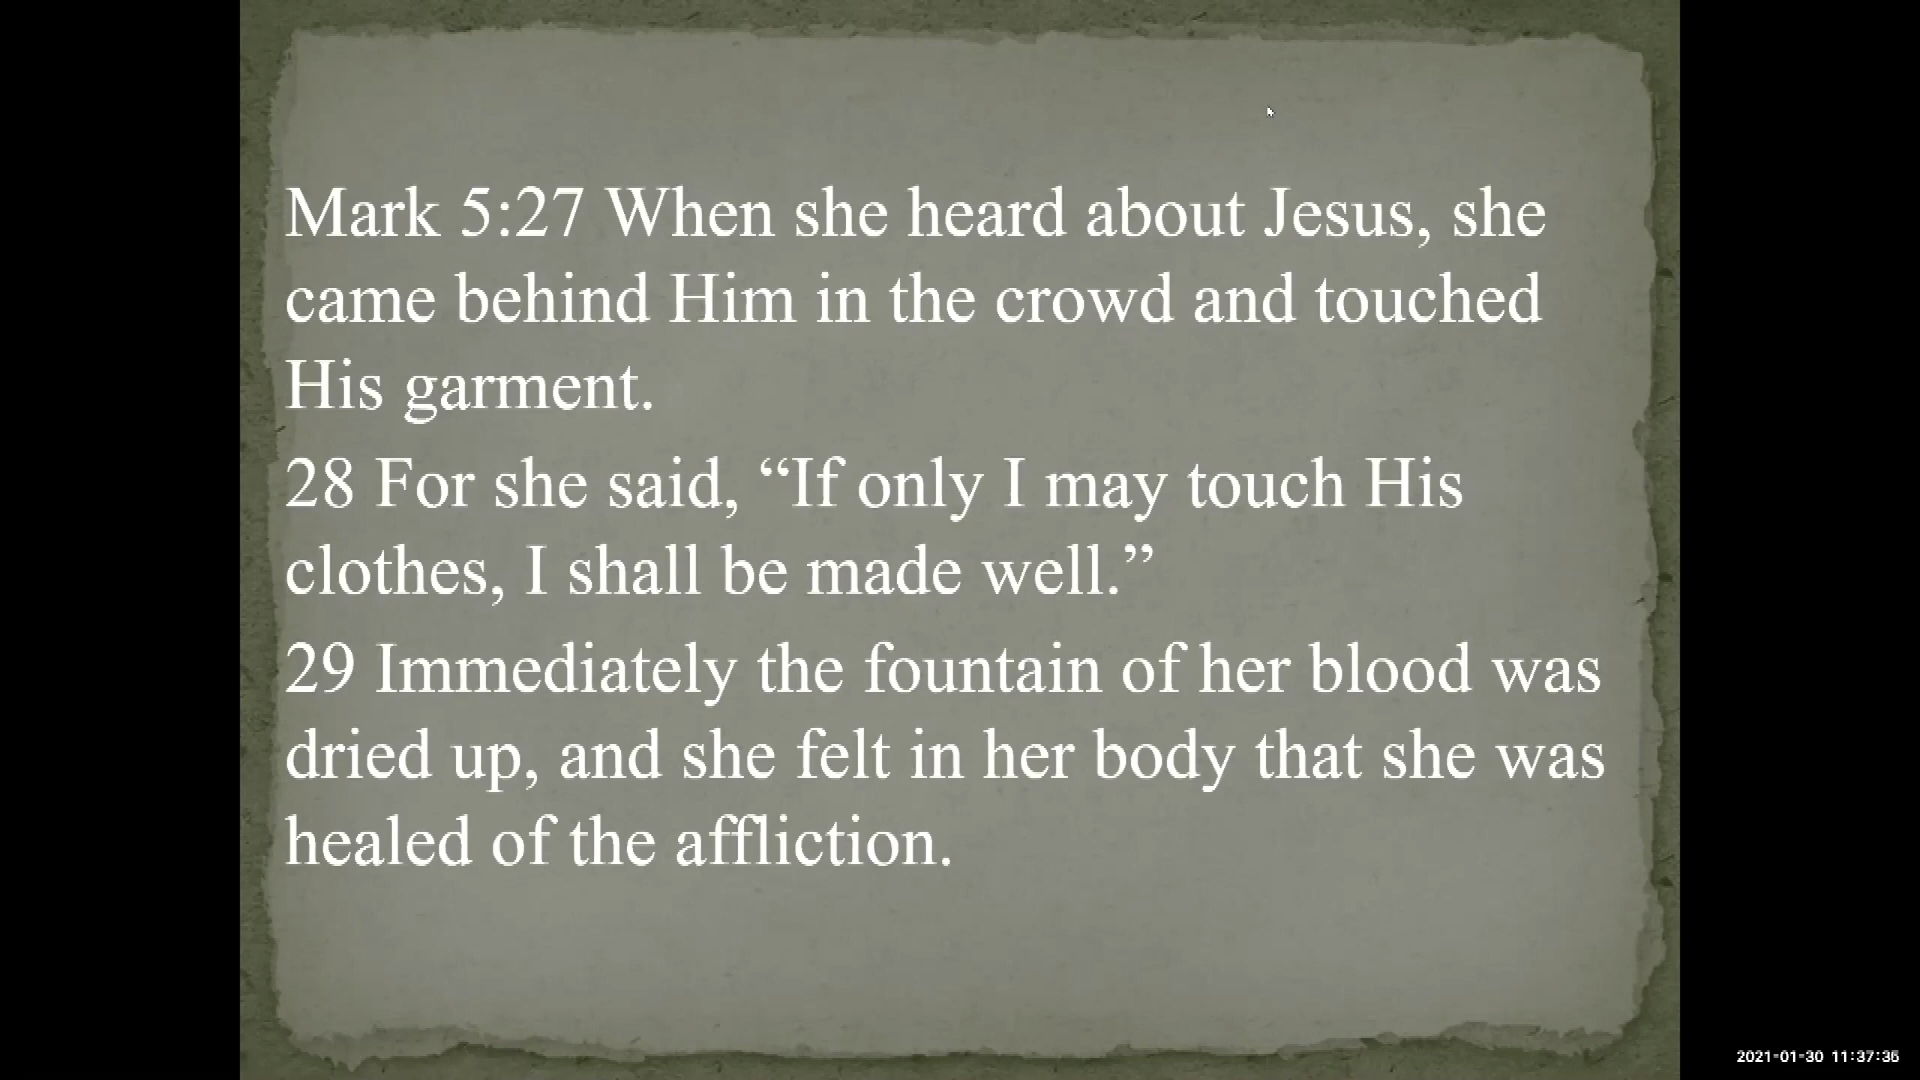 Mark 5:27 When she heard about Jesus, she
came behind Him in the crowd and touched
His garment.
28 For she said, “If only I may touch His
clothes, I shall be made well.”
29 Immediately the fountain of her blood was
dried up, and she felt in her body that she was
healed of the affliction.
2021-01-30 11:37:36